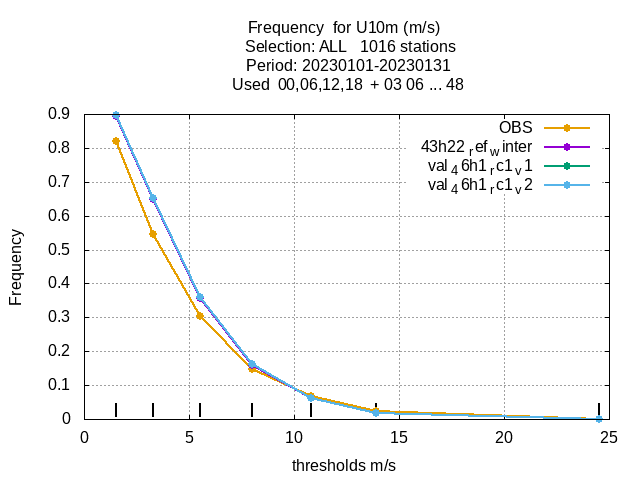 Frequency  for U10m (m/s)
Selection: ALL   1016 stations
Period: 20230101-20230131
Used  00,06,12,18  + 03 06 ... 48
OBS
43h22_ref_winter
val_46h1_rc1_v1
val_46h1_rc1_v2
Frequency
0.9
0.8
0.7
0.6
0.5
0.4
0.3
0.2
0.1
0
0 5 10 15 20 25
thresholds m/s